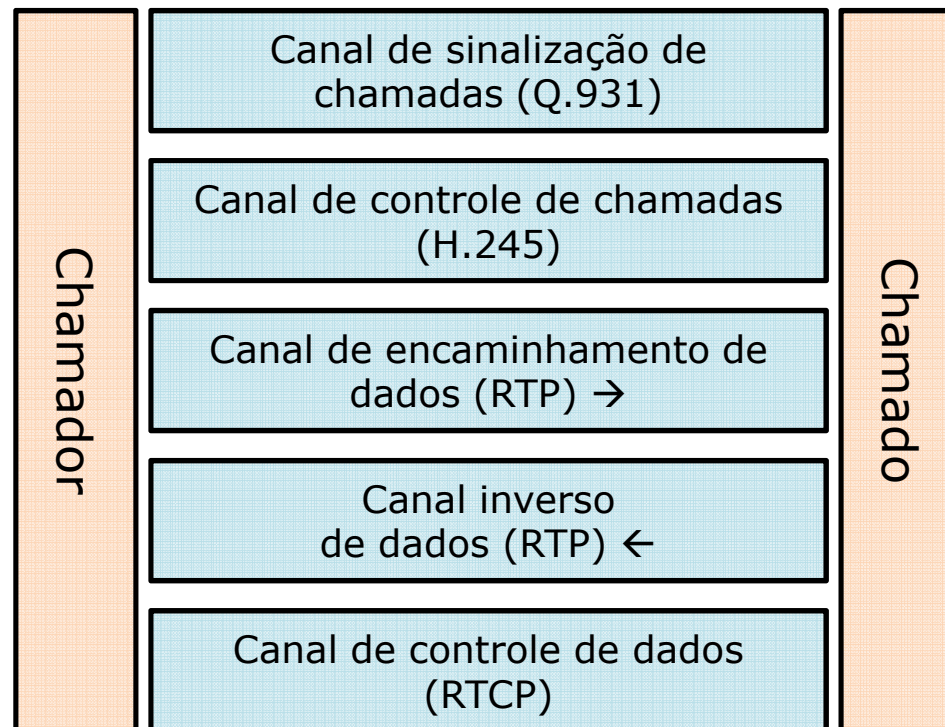 Chamador
Canal de sinalização de
chamadas (Q.931)
Canal de controle de chamadas
(H.245)
Canal de encaminhamento de
dados (RTP) →
Canal inverso
de dados (RTP) ←
Canal de controle de dados
(RTCP)
Chamado